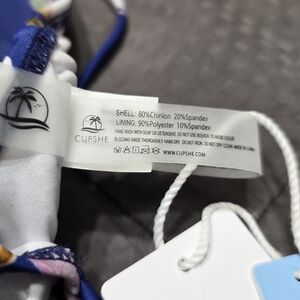 SHELL: 80%Chinlon 20%Spandex
LINING: 90%Polyester 10%Spandex
HAND WASH WITH SOAP OR DETERGENT DO NOT USE BLEACH TO AVOID COLOR
BLEEDING RINSE THOROUGHLY HANG DRY. DO NOT IRON. DO NOT DRY CLEAN
CUPSHE
WWW.CUPSHE.COM